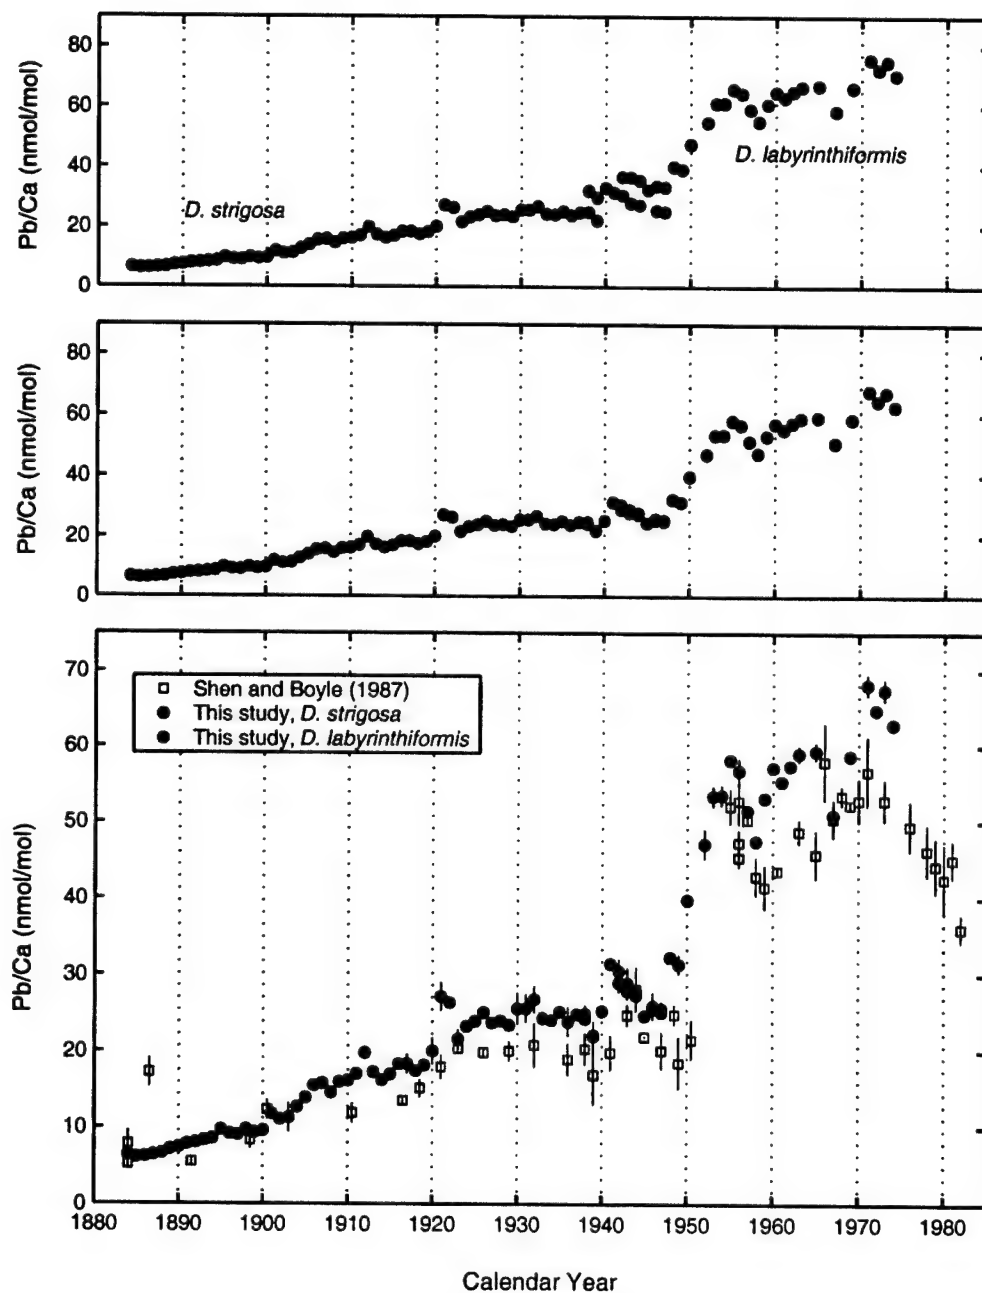 80
60
40
20
0
Pb/Ca (nmol/mol)
D. strigosa
D. labyrinthiformis
80
60
40
20
0
Pb/Ca (nmol/mol)
70
60
50
40
30
20
10
0
Pb/Ca (nmol/mol)
Shen and Boyle (1987)
This study, D. strigosa
This study, D. labyrinthiformis
1880 1890 1900 1910 1920 1930 1940 1950 1960 1970 1980
Calendar Year